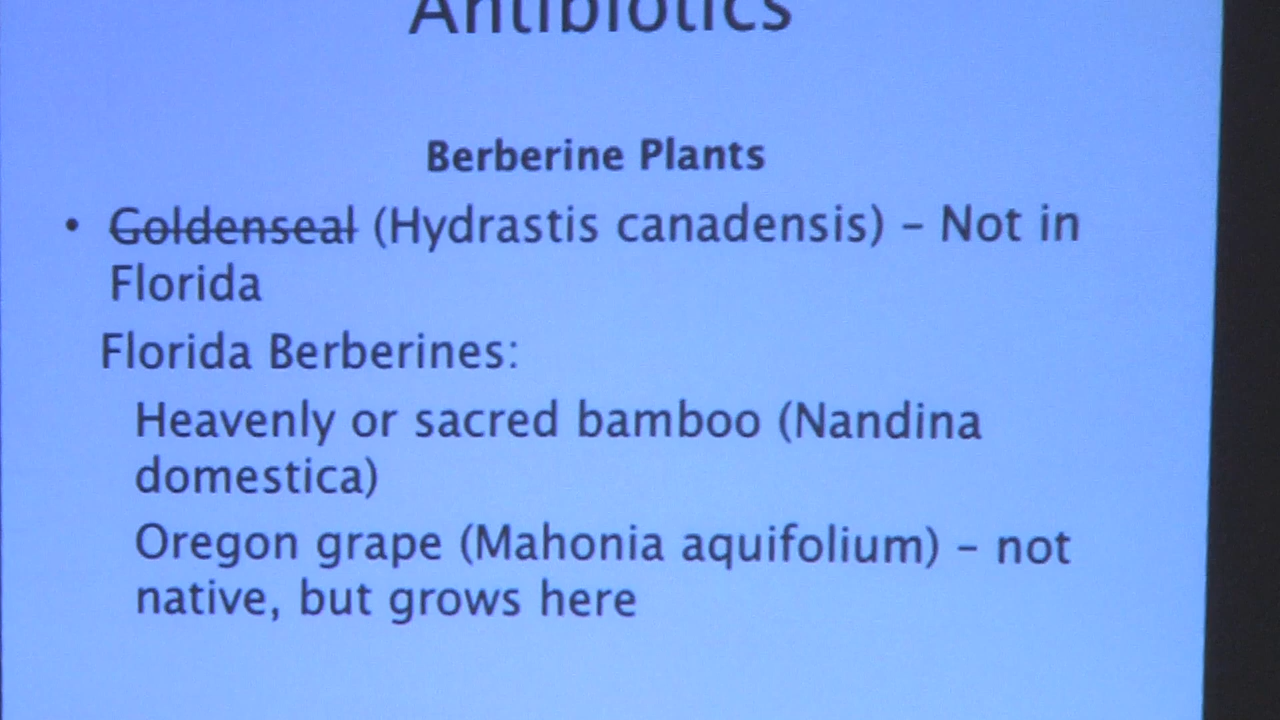 Antibiotics
Berberine Plants
• Goldenseal (Hydrastis canadensis) – Not in
Florida
Florida Berberines:
Heavenly or sacred bamboo (Nandina
domestica)
Oregon grape (Mahonia aquifolium) – not
native, but grows here